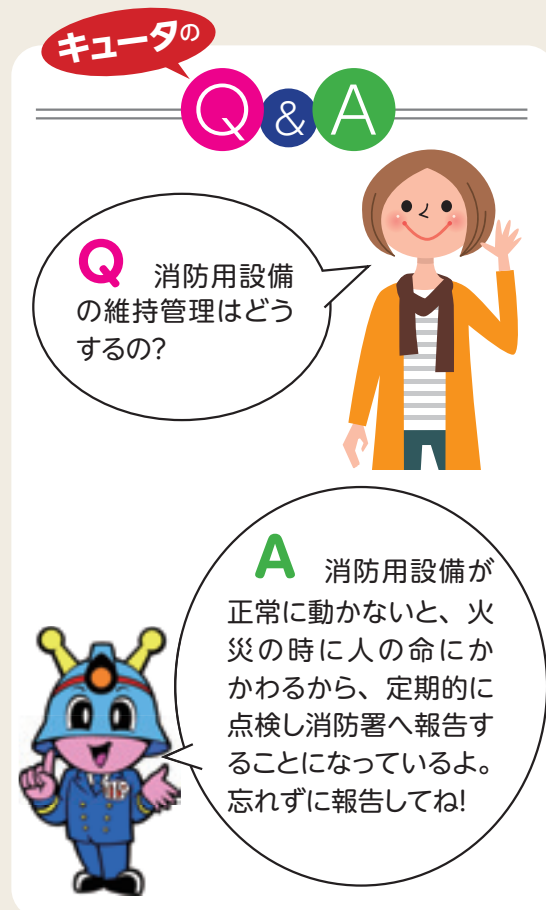 キュータの
Q&A
Q 消防用設備
の維持管理はどう
するの?
A 消防用設備が
正常に動かないと、火
災の時に人の命にか
かわるから、定期的に
点検し消防署へ報告す
ることになっているよ。
忘れずに報告してね!
119